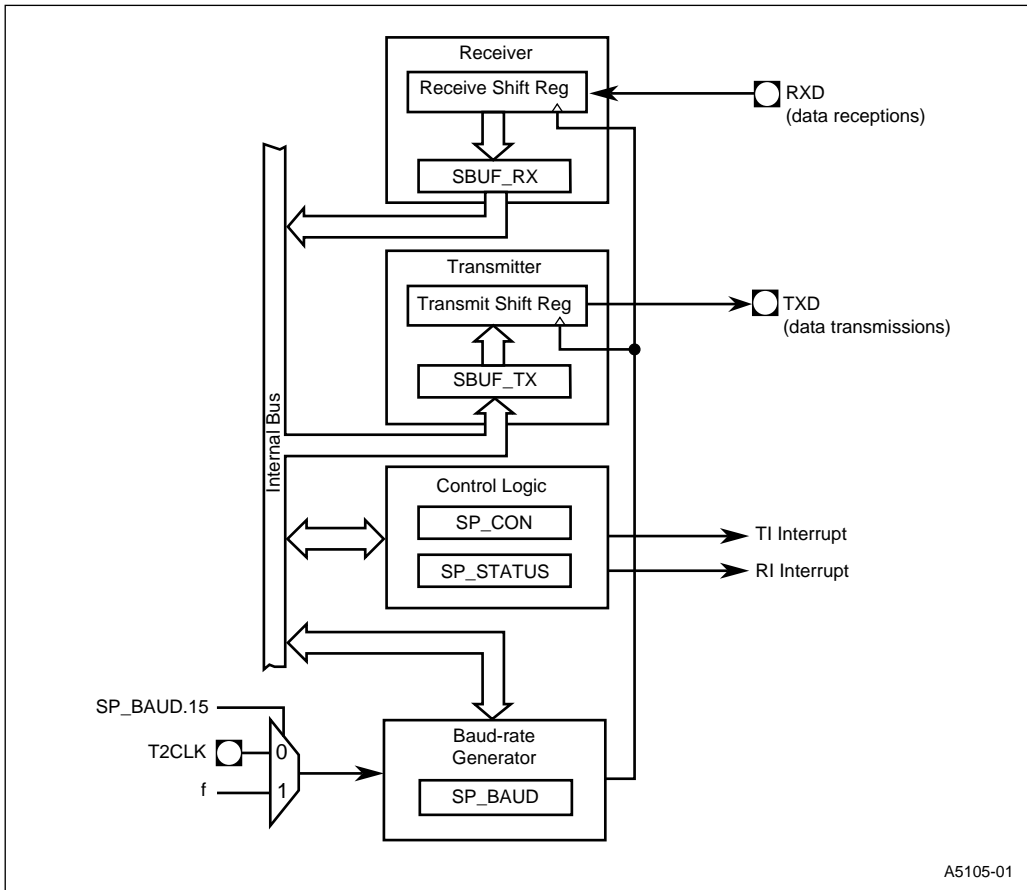 Receiver
Receive Shift Reg
RXD
(data receptions)
SBUF_RX
Transmitter
Transmit Shift Reg
TXD
(data transmissions)
SBUF_TX
Internal Bus
Control Logic
SP_CON
TI Interrupt
SP_STATUS
RI Interrupt
SP_BAUD.15
T2CLK
0
f
1
Baud-rate
Generator
SP_BAUD
A5105-01